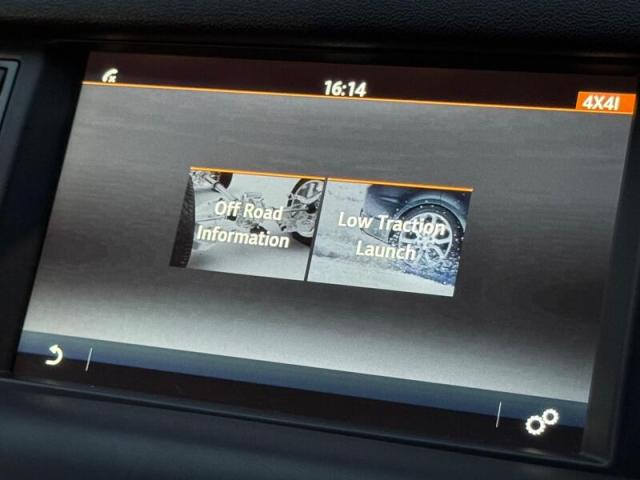 16:14
4X4I
Off Road
Information
Low Traction
Launch